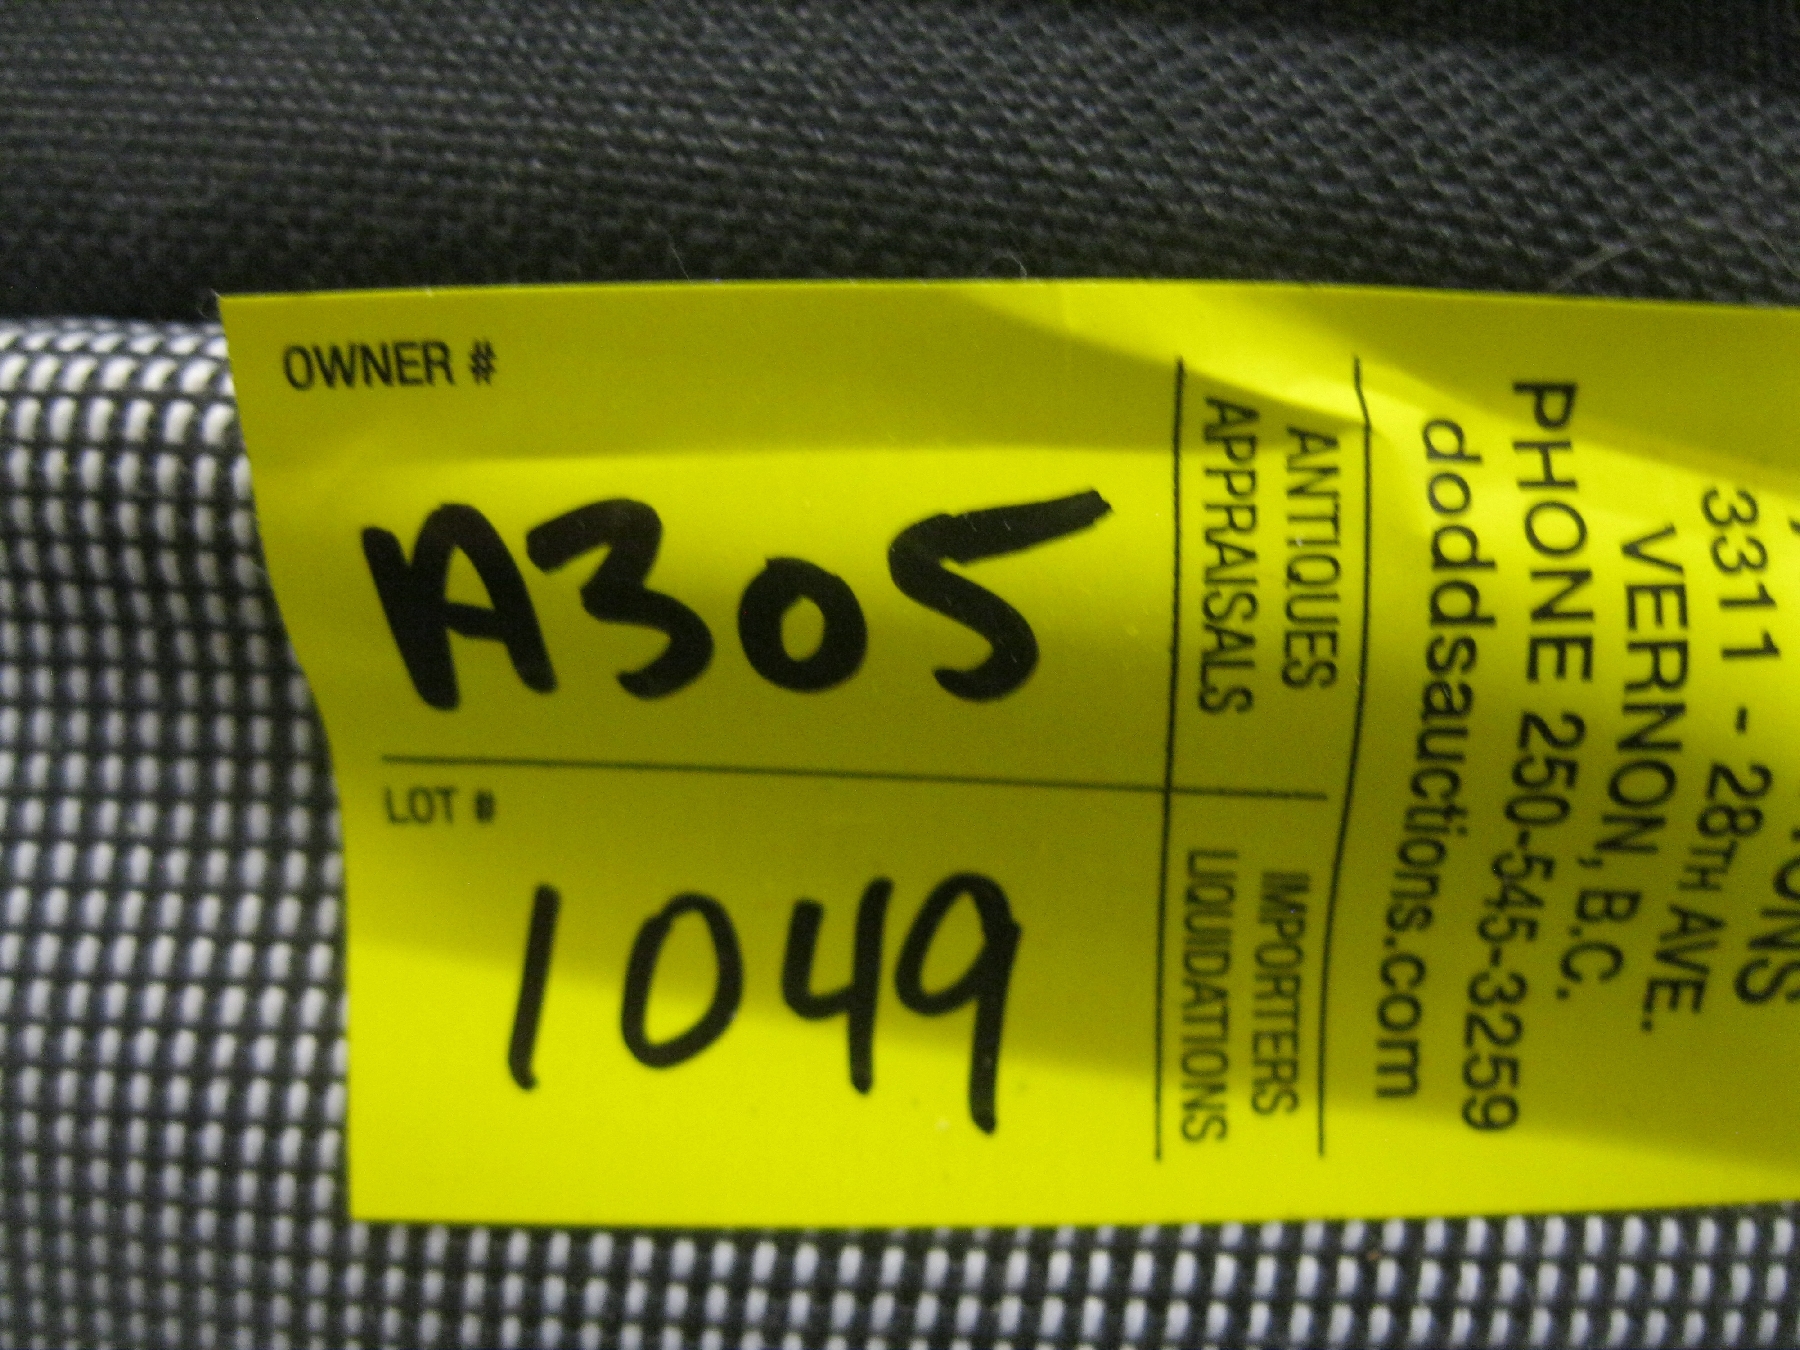 OWNER #
A305
LOT #
1049
ANTIQUES
APPRAISALS
IMPORTERS
LIQUIDATIONS
3311 - 28TH AVE.
VERNON, B.C.
PHONE 250-545-3259
doddsauctions.com